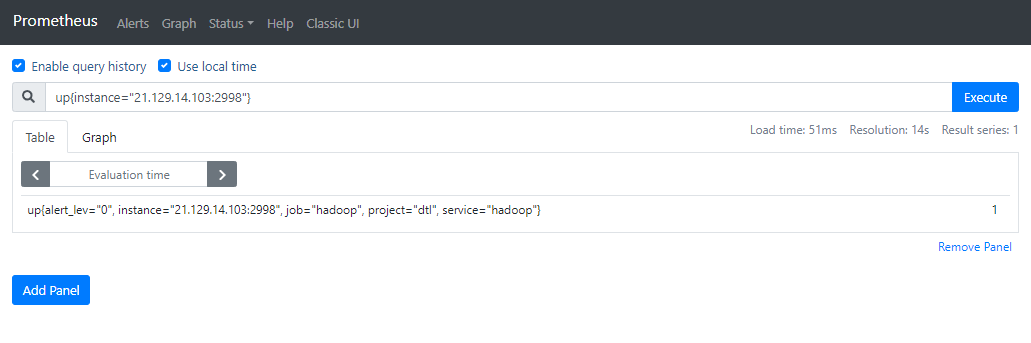 Prometheus Alerts Graph Status Help Classic UI
Enable query history Use local time
up{instance="21.129.14.103:2998"} Execute
Load time: 51ms Resolution: 14s Result series: 1
Table Graph
Evaluation time
up{alert_lev="0", instance="21.129.14.103:2998", job="hadoop", project="dtl", service="hadoop"} 1
Remove Panel
Add Panel